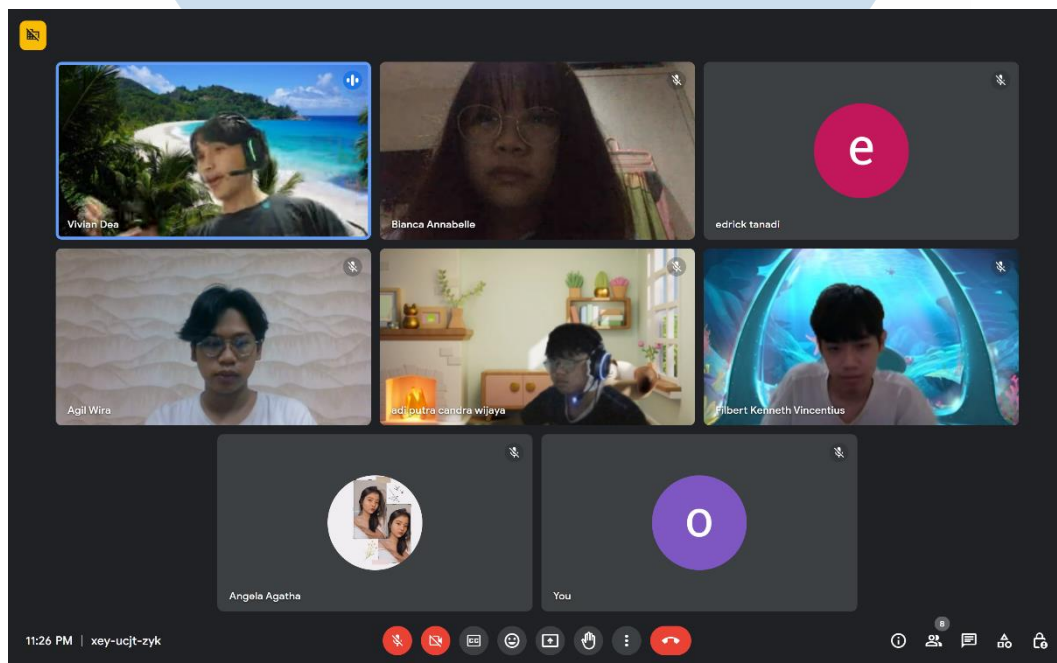 Vivian Dea
Bianca Annabelle
e
edrick tanadi
Agil Wira
adi putra candra wijaya
Filbert Kenneth Vincentius
Angela Agatha
o
You
8
11:26 PM | xey-ucjt-zyk
CC